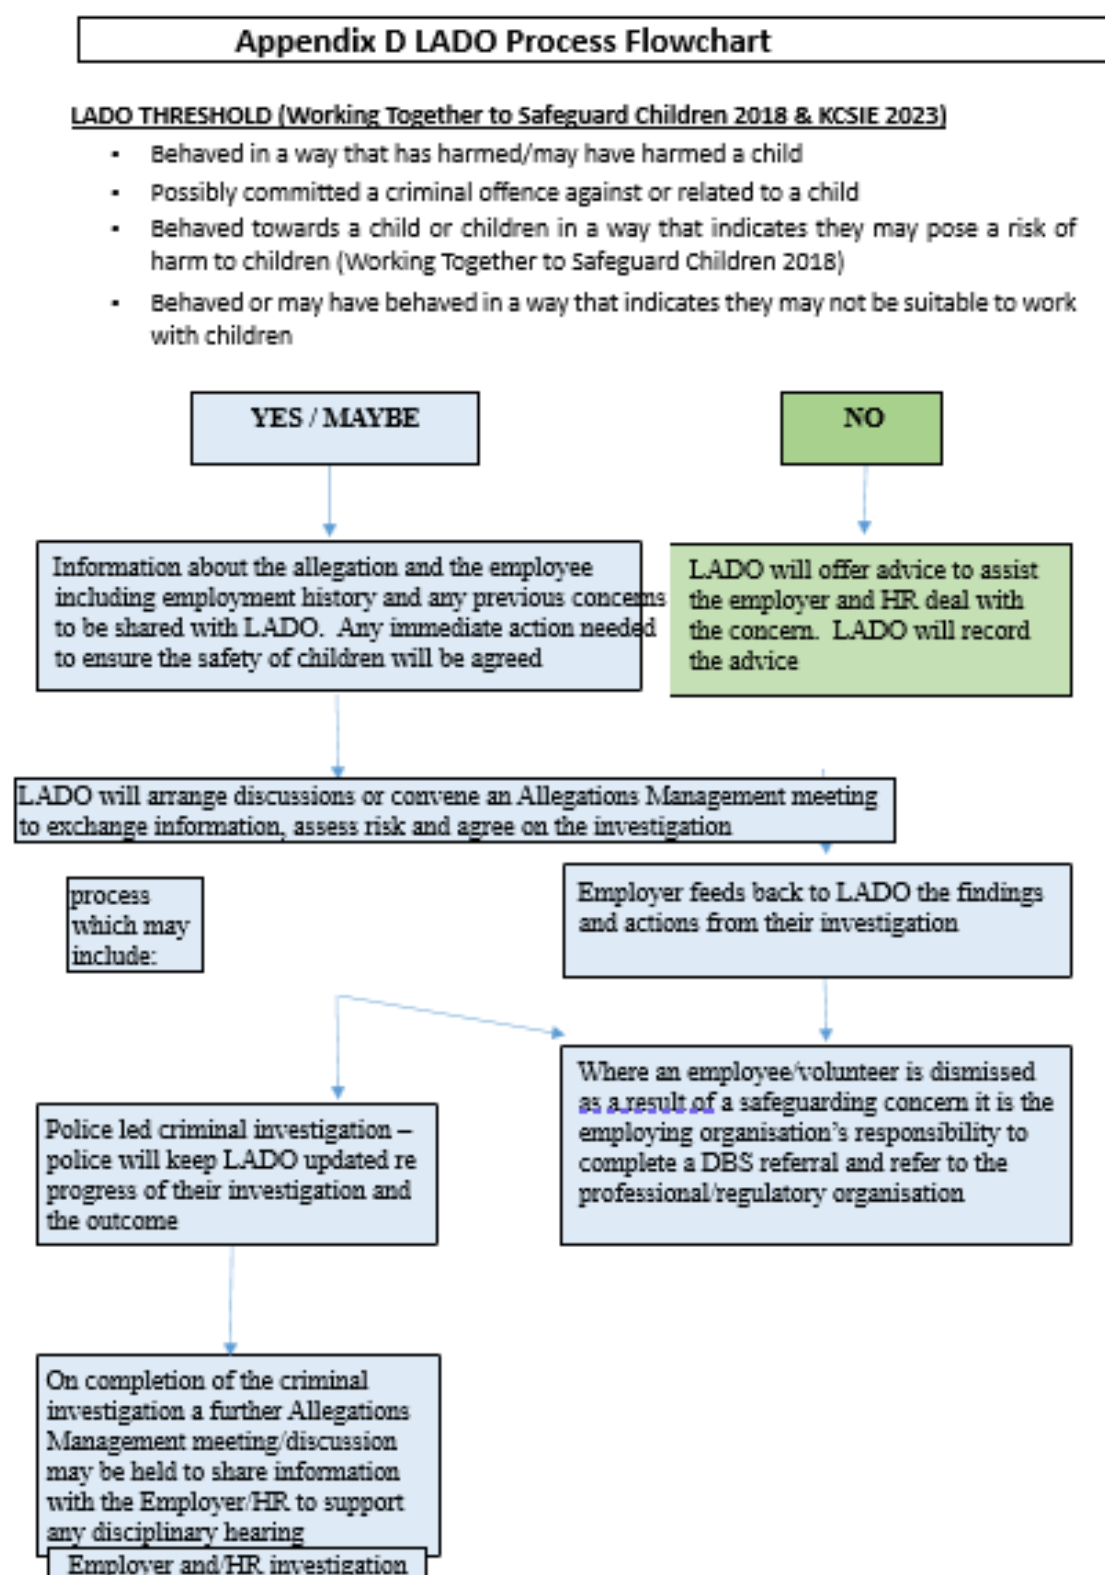 Appendix D LADO Process Flowchart
LADO THRESHOLD (Working Together to Safeguard Children 2018 & KCSIE 2023)
▪ Behaved in a way that has harmed/may have harmed a child
▪ Possibly committed a criminal offence against or related to a child
▪ Behaved towards a child or children in a way that indicates they may pose a risk of
harm to children (Working Together to Safeguard Children 2018)
▪ Behaved or may have behaved in a way that indicates they may not be suitable to work
with children
YES / MAYBE
NO
Information about the allegation and the employee
including employment history and any previous concerns
to be shared with LADO. Any immediate action needed
to ensure the safety of children will be agreed
LADO will offer advice to assist
the employer and HR deal with
the concern. LADO will record
the advice
LADO will arrange discussions or convene an Allegations Management meeting
to exchange information, assess risk and agree on the investigation
process
which may
include:
Employer feeds back to LADO the findings
and actions from their investigation
Where an employee/volunteer is dismissed
as a result of a safeguarding concern it is the
employing organisation's responsibility to
complete a DBS referral and refer to the
professional/regulatory organisation
Police led criminal investigation –
police will keep LADO updated re
progress of their investigation and
the outcome
On completion of the criminal
investigation a further Allegations
Management meeting/discussion
may be held to share information
with the Employer/HR to support
any disciplinary hearing
Employer and/HR investigation